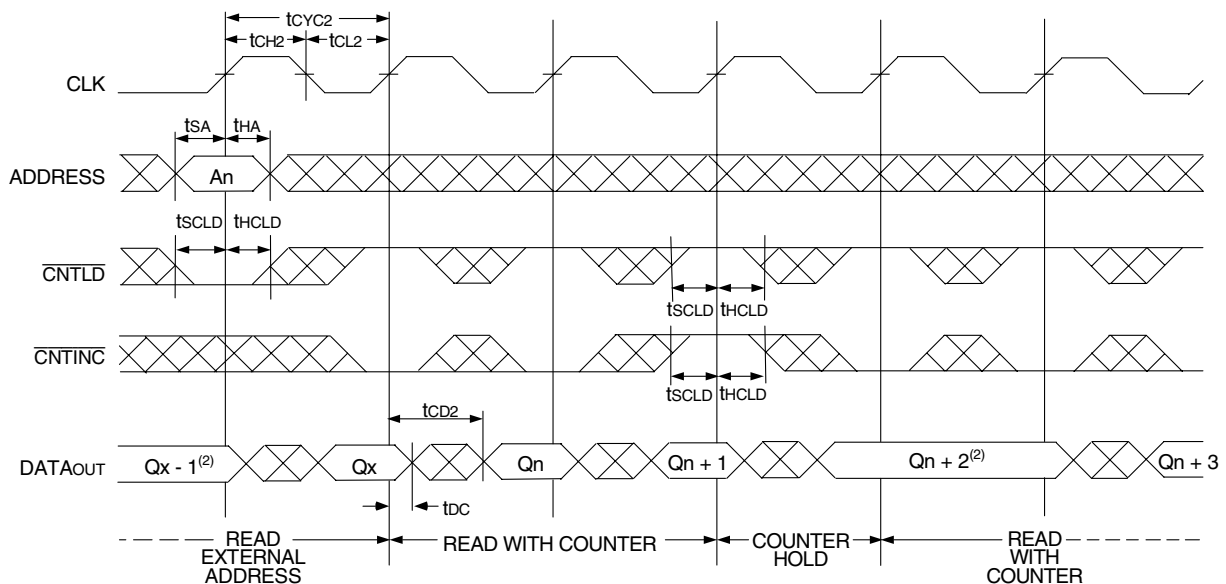 tCYC2
tCH2 tCL2
CLK
tSA tHA
ADDRESS An
tSCLD tHCLD
CNTLD
tSCLD tHCLD
CNTINC
tSCLD tHCLD
tCD2
DATAOUT Qx - 1(2) Qx Qn Qn + 1 Qn + 2(2) Qn + 3
tDC
READ EXTERNAL ADDRESS
READ WITH COUNTER
COUNTER HOLD
READ WITH COUNTER